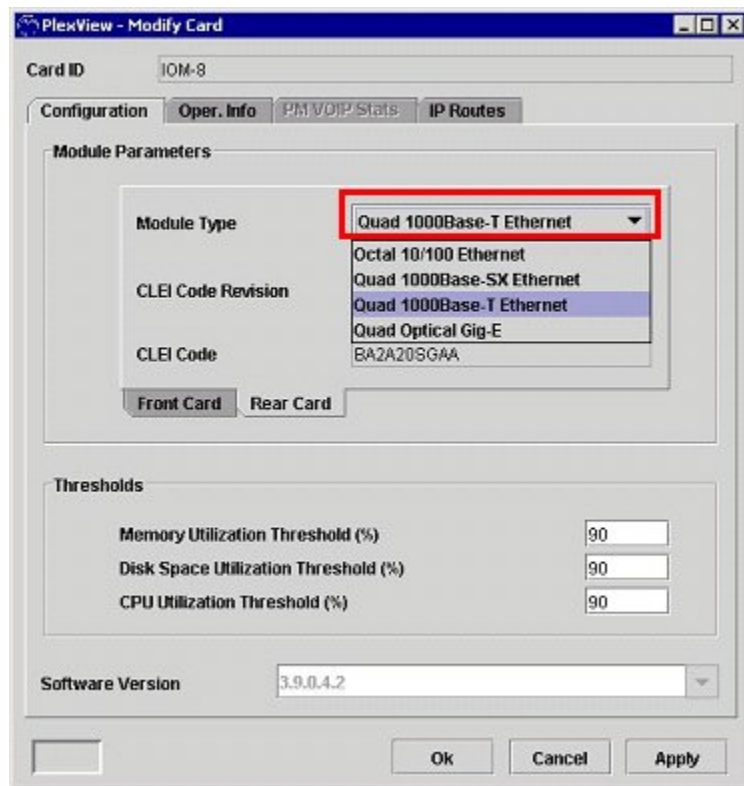 PlexView - Modify Card
Card ID IOM-8
Configuration Oper. Info PM VOIP Stats IP Routes
Module Parameters
Module Type Quad 1000Base-T Ethernet
Octal 10/100 Ethernet
Quad 1000Base-SX Ethernet
CLEI Code Revision
Quad 1000Base-T Ethernet
Quad Optical Gig-E
CLEI Code BA2A20SGAA
Front Card Rear Card
Thresholds
Memory Utilization Threshold (%) 90
Disk Space Utilization Threshold (%) 90
CPU Utilization Threshold (%) 90
Software Version 3.9.0.4.2
Ok Cancel Apply